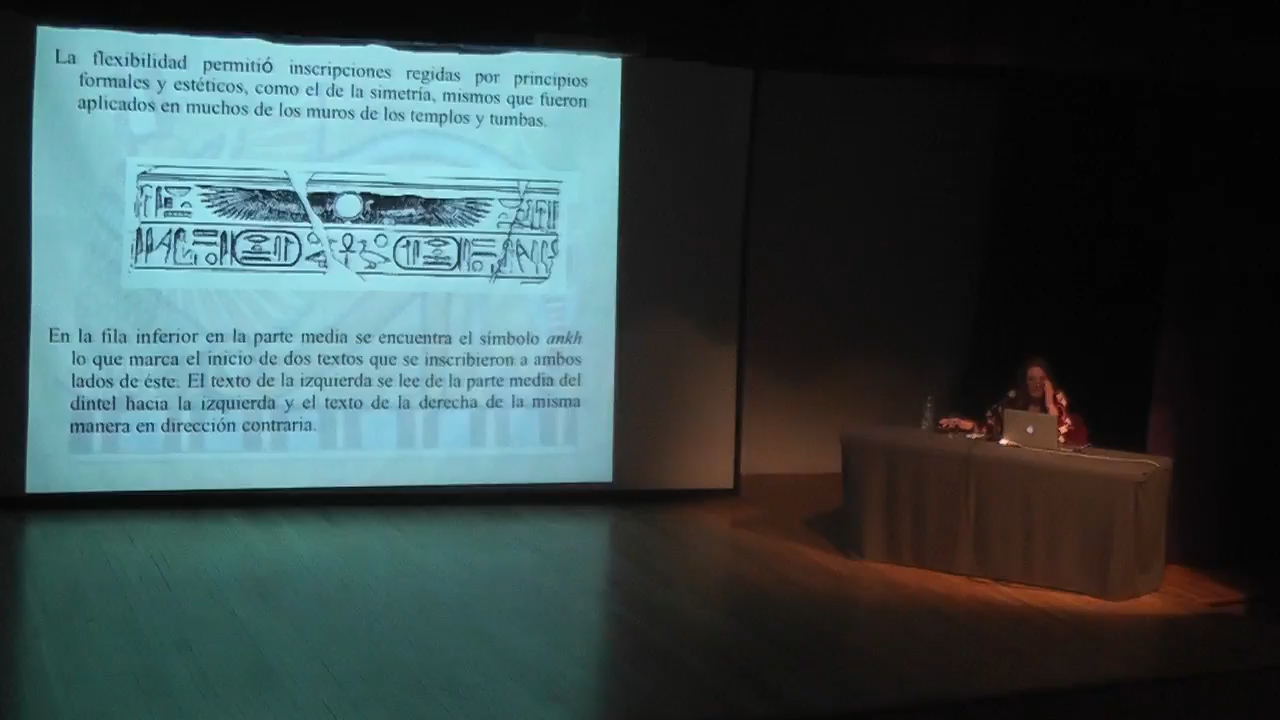 La flexibilidad permitió inscripciones regidas por principios
formales y estéticos, como el de la simetría, mismos que fueron
aplicados en muchos de los muros de los templos y tumbas.
En la fila inferior en la parte media se encuentra el símbolo ankh
lo que marca el inicio de dos textos que se inscribieron a ambos
lados de éste. El texto de la izquierda se lee de la parte media del
dintel hacia la izquierda y el texto de la derecha de la misma
manera en dirección contraria.